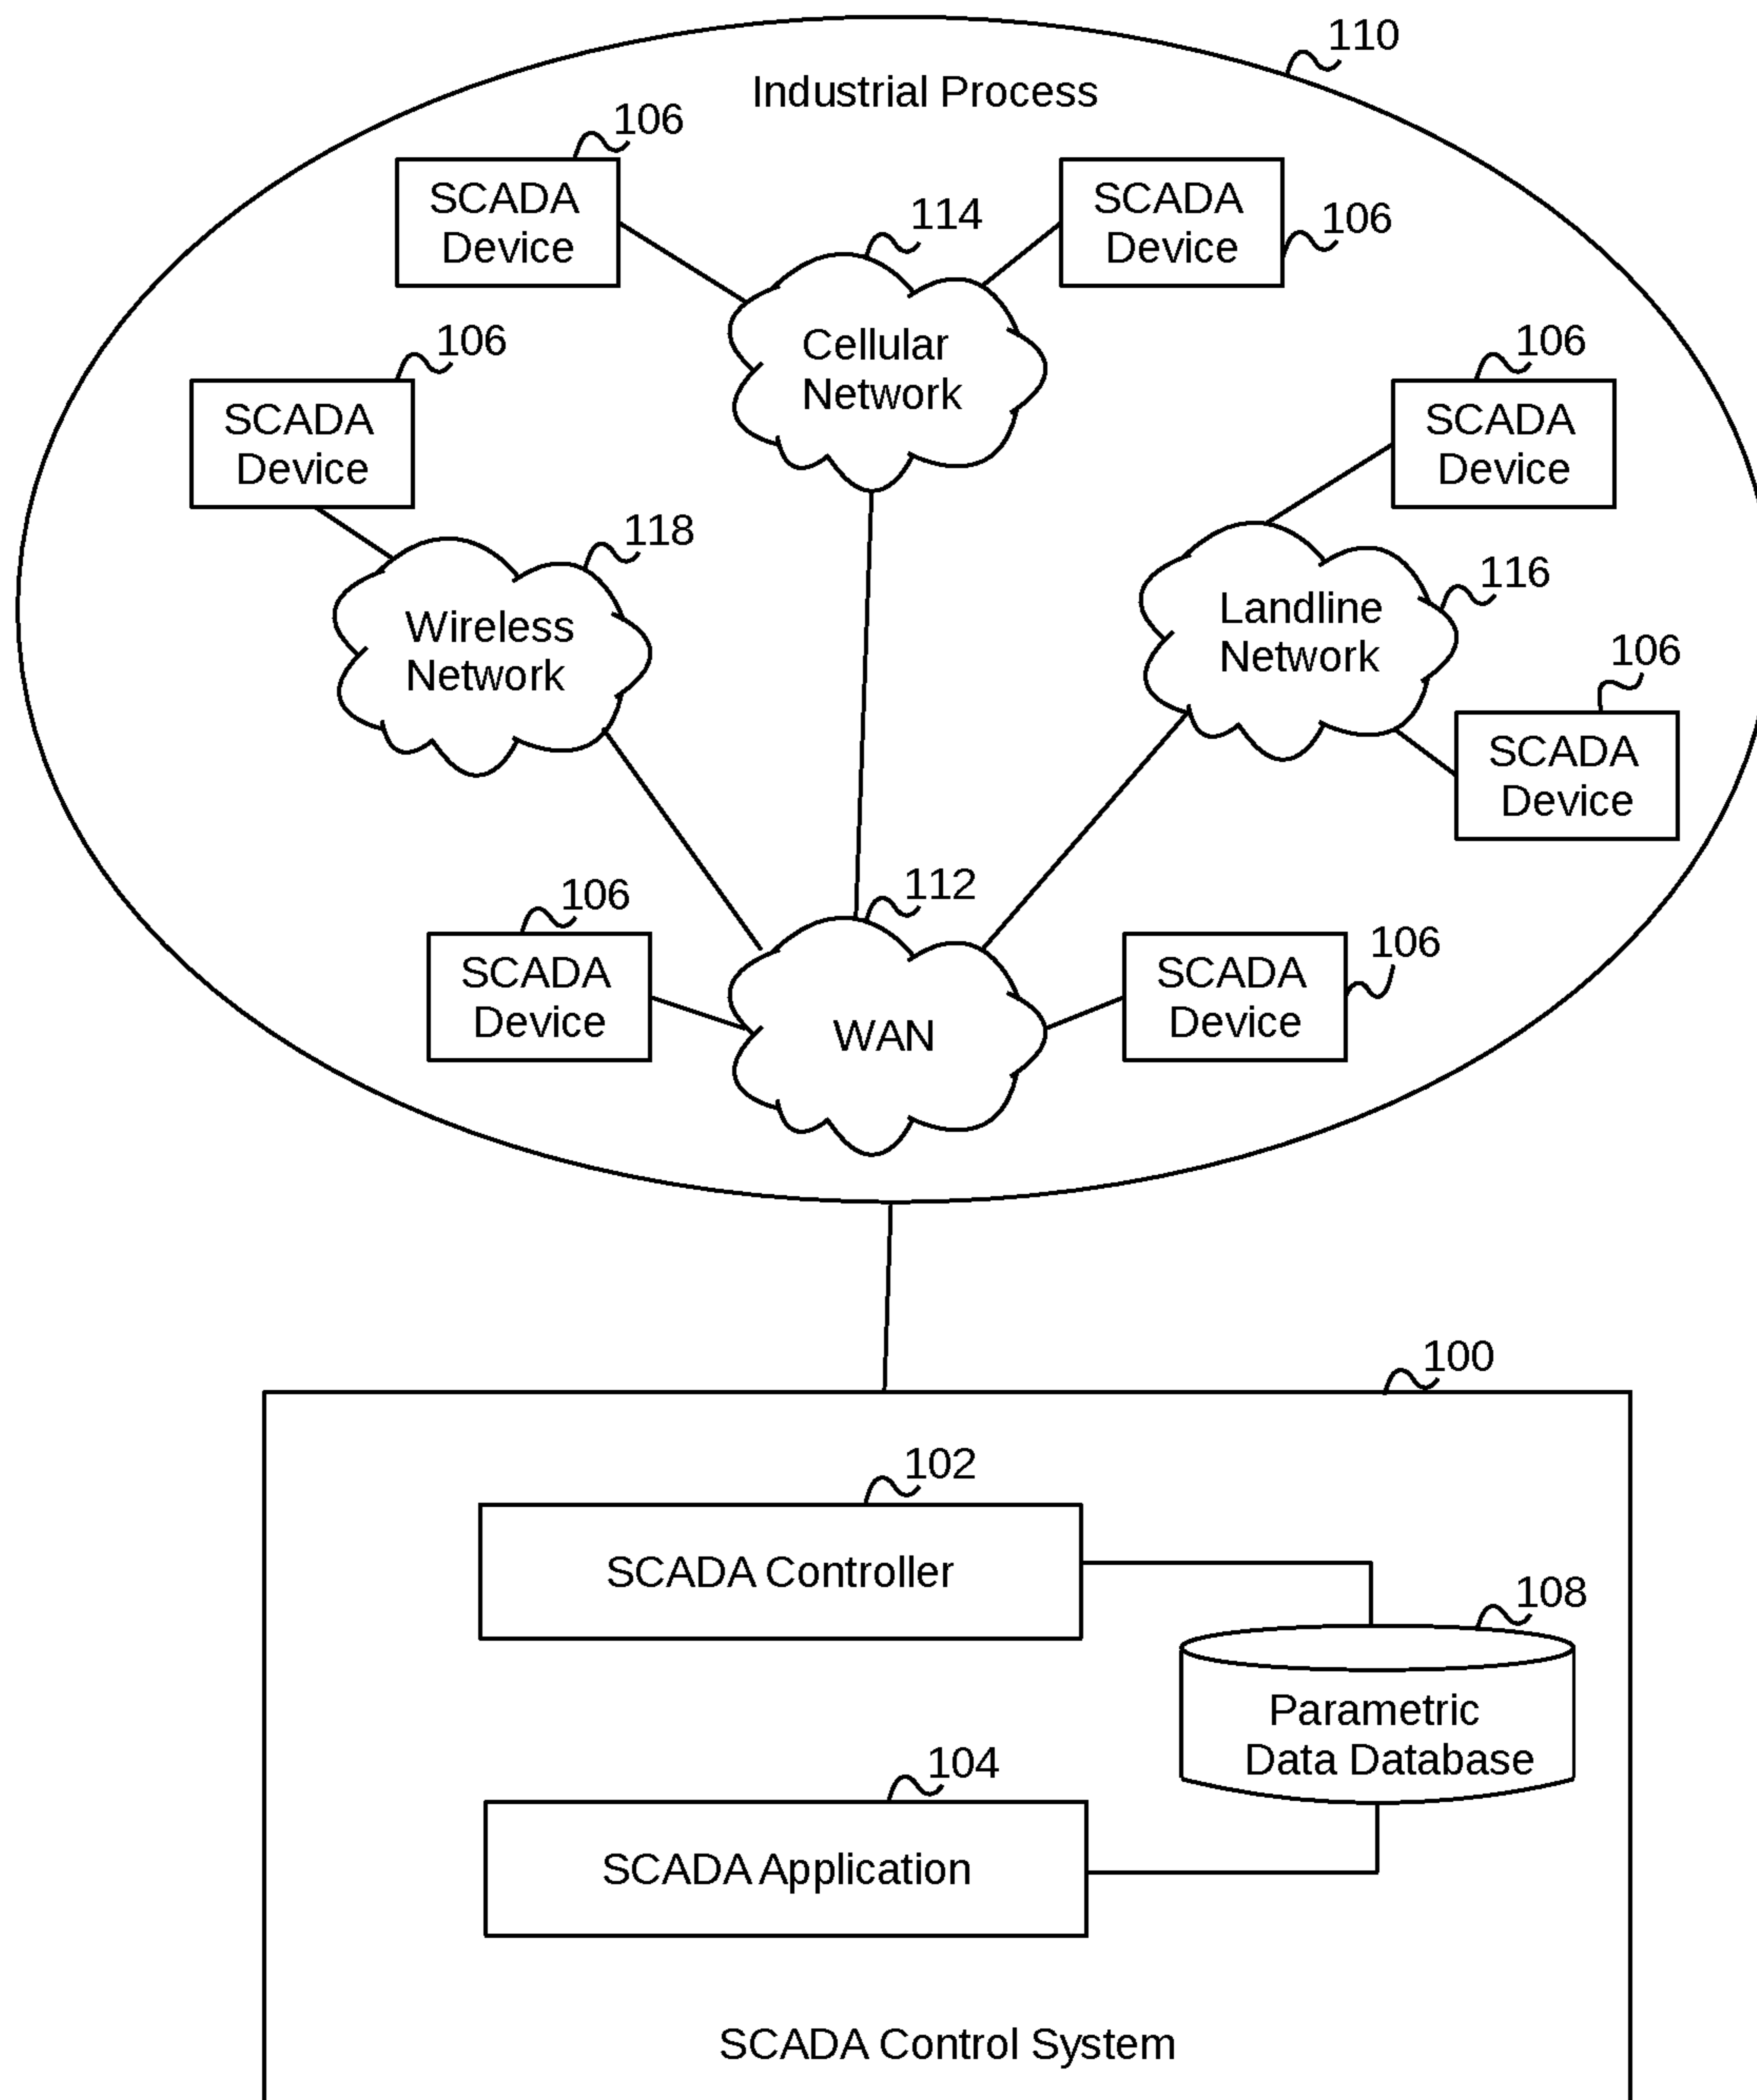 110
Industrial Process
106
SCADA
Device
114
SCADA
Device
106
106
SCADA
Device
Cellular
Network
106
SCADA
Device
118
Wireless
Network
116
Landline
Network
106
SCADA
Device
112
106
SCADA
Device
WAN
106
SCADA
Device
100
102
SCADA Controller
108
Parametric
Data Database
104
SCADA Application
SCADA Control System